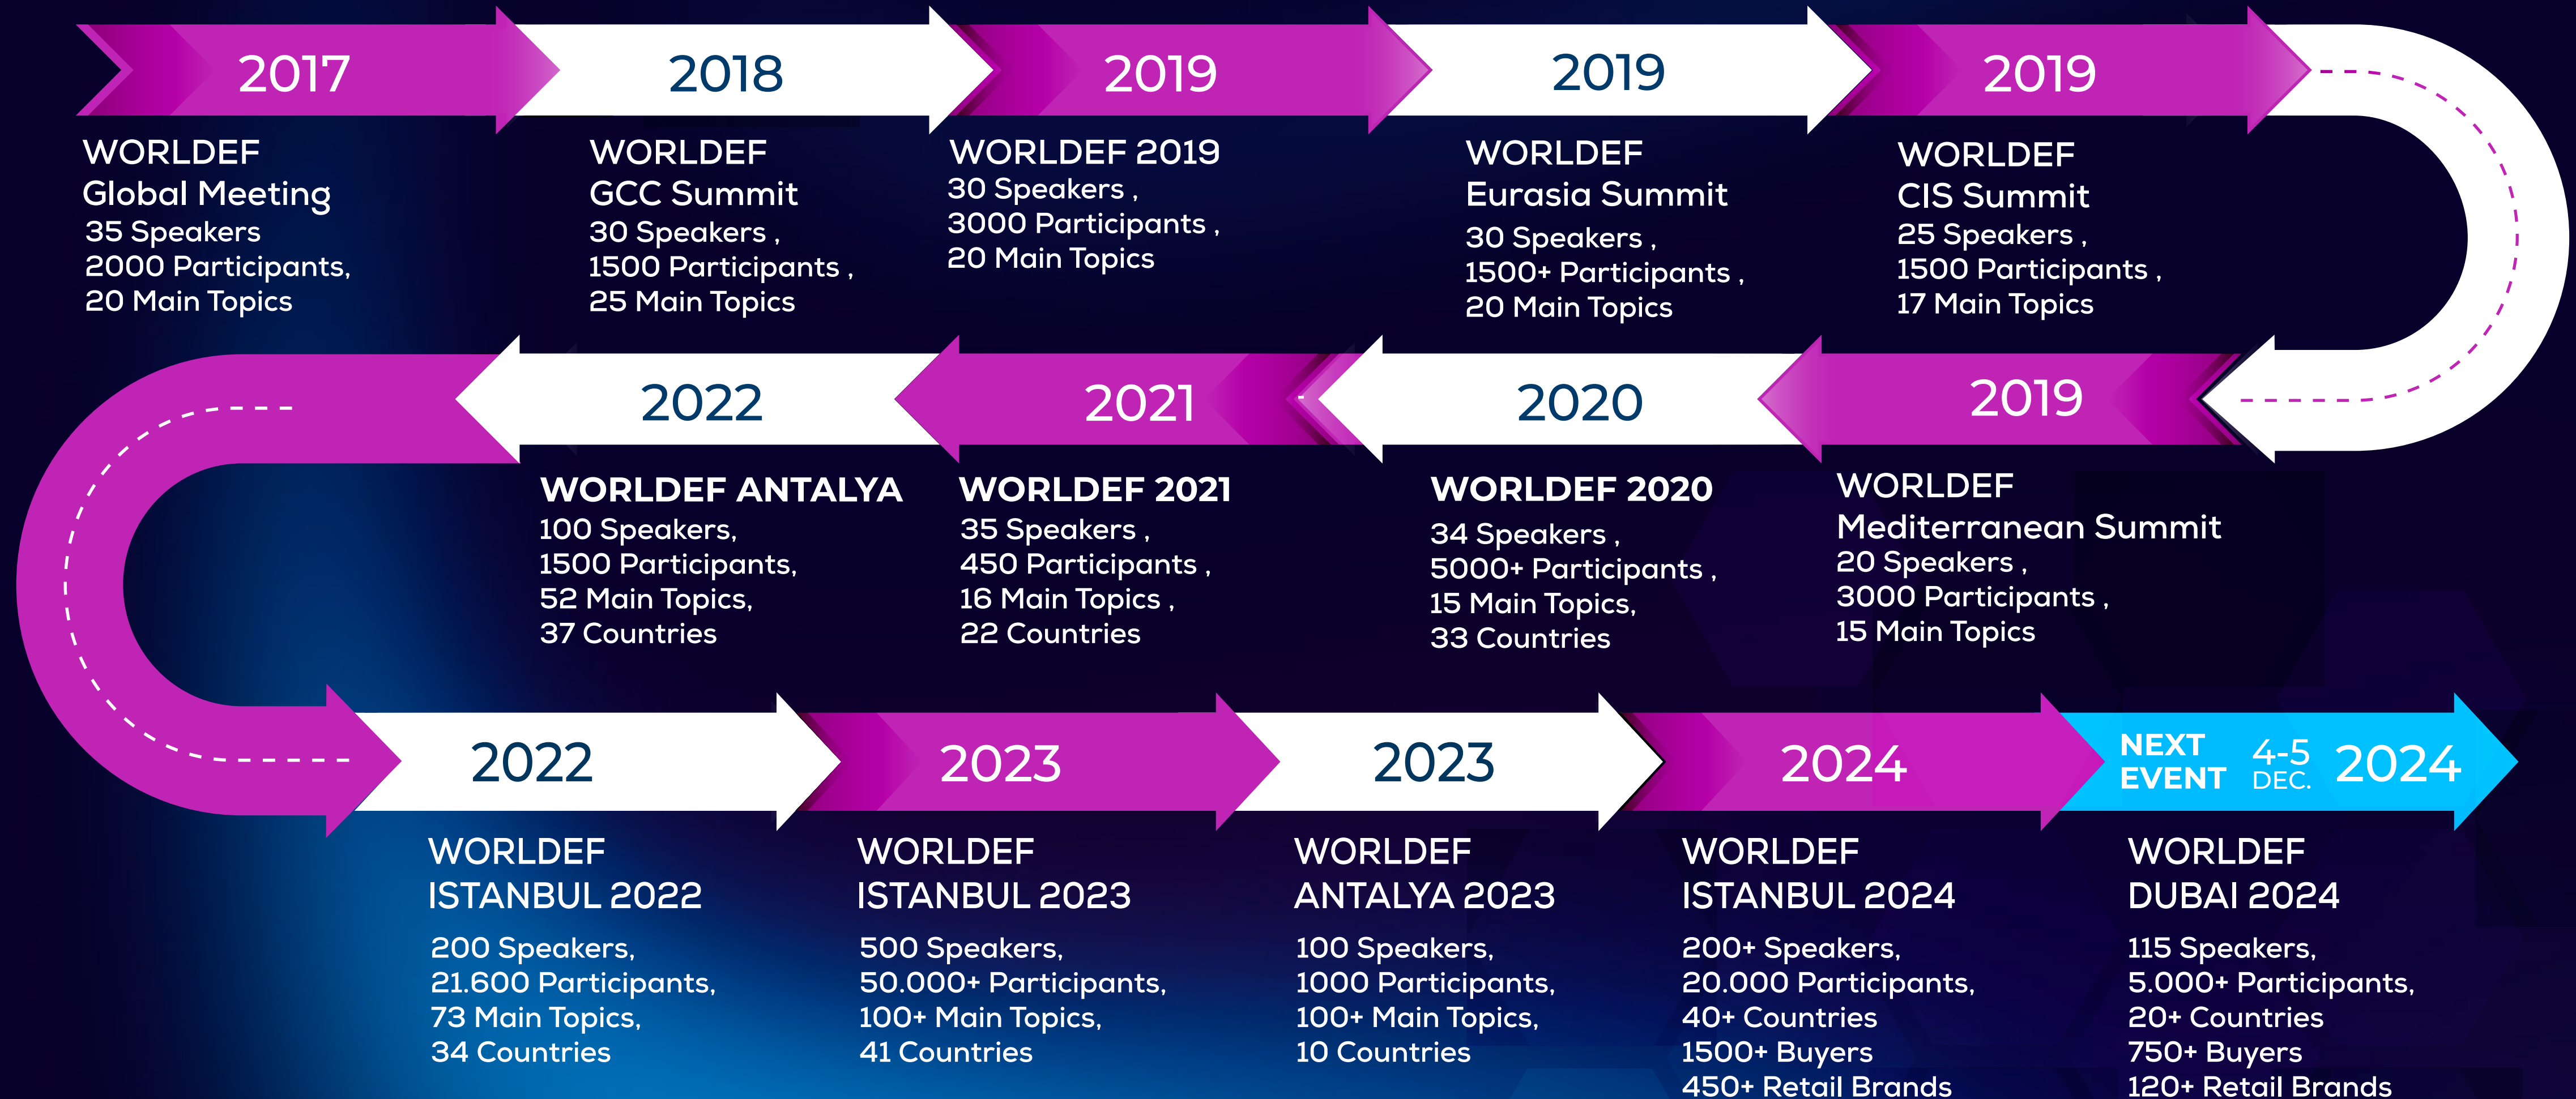 2017
WORLDEF
Global Meeting
35 Speakers
2000 Participants,
20 Main Topics
2018
WORLDEF
GCC Summit
30 Speakers ,
1500 Participants ,
25 Main Topics
2019
WORLDEF 2019
30 Speakers ,
3000 Participants ,
20 Main Topics
2019
WORLDEF
Eurasia Summit
30 Speakers ,
1500+ Participants ,
20 Main Topics
2019
WORLDEF
CIS Summit
25 Speakers ,
1500 Participants ,
17 Main Topics
2019
WORLDEF
Mediterranean Summit
20 Speakers ,
3000 Participants ,
15 Main Topics
2020
WORLDEF 2020
34 Speakers ,
5000+ Participants ,
15 Main Topics,
33 Countries
2021
WORLDEF 2021
35 Speakers ,
450 Participants ,
16 Main Topics ,
22 Countries
2022
WORLDEF ANTALYA
100 Speakers,
1500 Participants,
52 Main Topics,
37 Countries
2022
WORLDEF
ISTANBUL 2022
200 Speakers,
21.600 Participants,
73 Main Topics,
34 Countries
2023
WORLDEF
ISTANBUL 2023
500 Speakers,
50.000+ Participants,
100+ Main Topics,
41 Countries
2023
WORLDEF
ANTALYA 2023
100 Speakers,
1000 Participants,
100+ Main Topics,
10 Countries
2024
WORLDEF
ISTANBUL 2024
200+ Speakers,
20.000 Participants,
40+ Countries
1500+ Buyers
450+ Retail Brands
NEXT
EVENT
4-5
DEC.
2024
WORLDEF
DUBAI 2024
115 Speakers,
5.000+ Participants,
20+ Countries
750+ Buyers
120+ Retail Brands